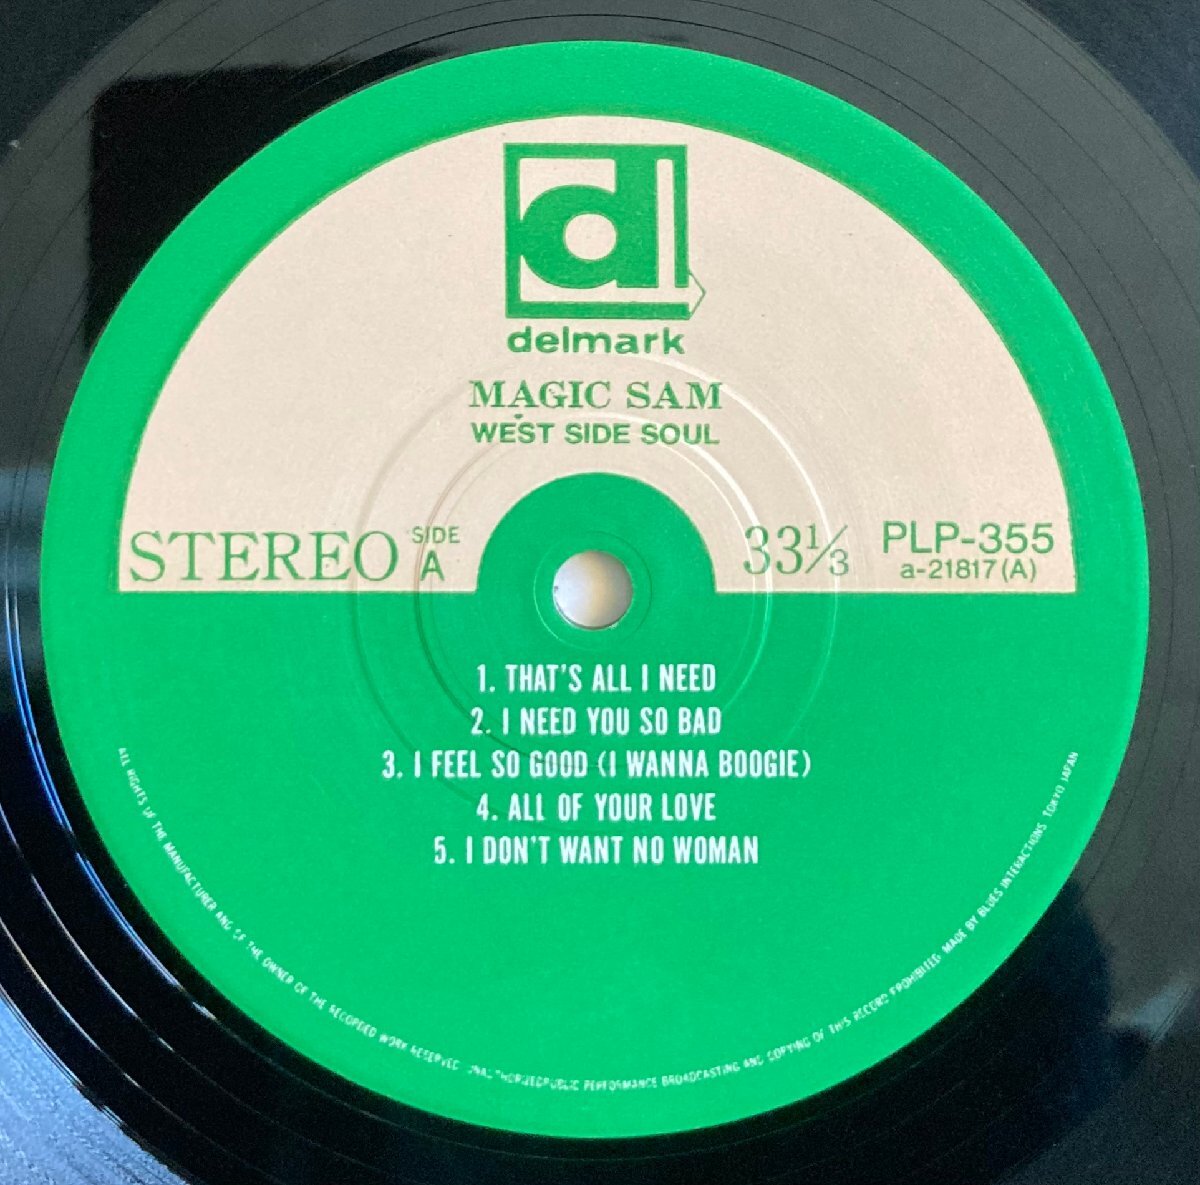 delmark
MAGIC SAM
WEST SIDE SOUL
STEREO
SIDE
A
33⅓
PLP-355
a-21817(A)
1. THAT'S ALL I NEED
2. I NEED YOU SO BAD
3. I FEEL SO GOOD (I WANNA BOOGIE)
4. ALL OF YOUR LOVE
5. I DON'T WANT NO WOMAN
ALL RIGHTS OF THE MANUFACTURER AND OF THE OWNER OF THE RECORDED WORK RESERVED. UNAUTHORIZED PUBLIC PERFORMANCE BROADCASTING AND COPYING OF THIS RECORD PROHIBITED. MADE BY BLUES INTERACTIONS. TOKYO JAPAN